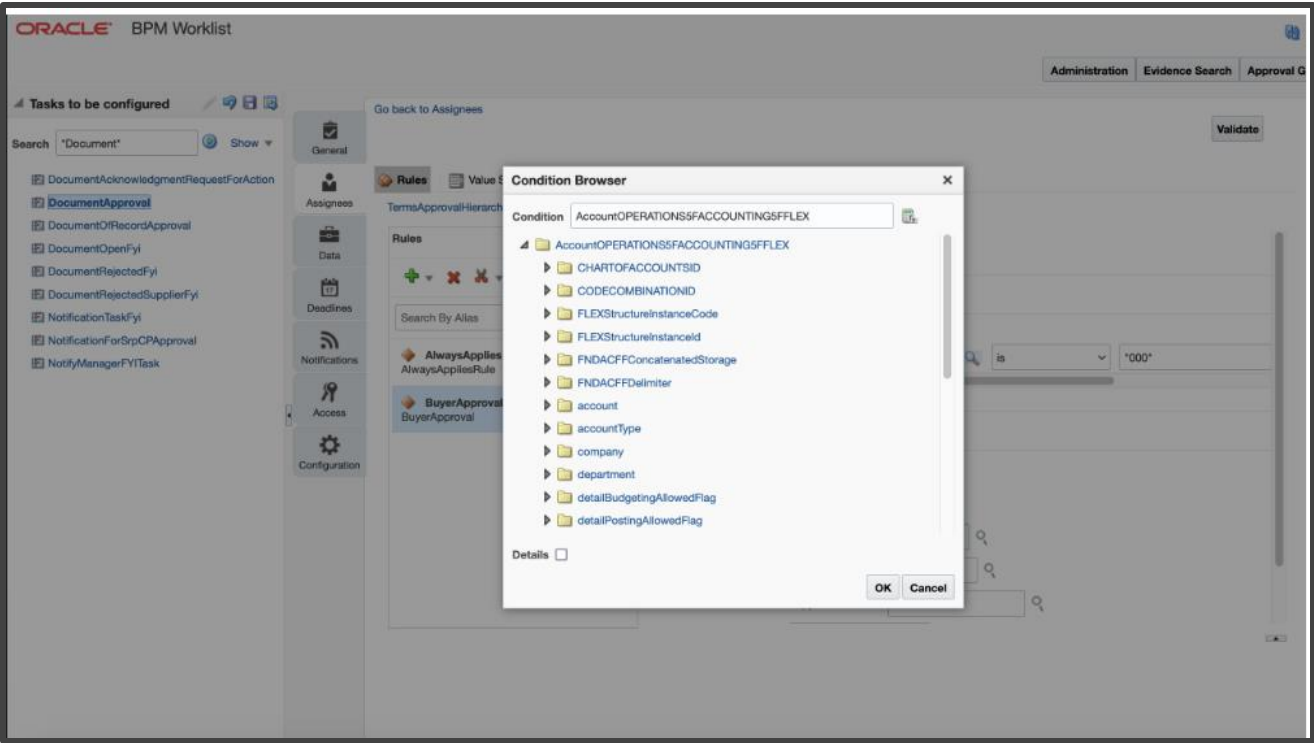 ORACLE BPM Worklist
Administration Evidence Search Approval G
Tasks to be configured
Search "Document" Show
DocumentAcknowledgmentRequestForAction
DocumentApproval
DocumentOfRecordApproval
DocumentOpenFyi
DocumentRejectedFyi
DocumentRejectedSupplierFyi
NotificationTaskFyi
NotificationForSrpCPApproval
NotifyManagerFYITask
General
Assignees
Data
17
Deadlines
Notifications
Access
Configuration
Go back to Assignees
Validate
Rules Value S
TermsApprovalHierarch
Rules
Search By Alias
AlwaysApplies
AlwaysAppliesRule
BuyerApproval
BuyerApproval
is "000"
Condition Browser
Condition AccountOPERATIONS5FACCOUNTING5FFLEX
AccountOPERATIONS5FACCOUNTING5FFLEX
CHARTOFACCOUNTSID
CODECOMBINATIONID
FLEXStructureInstanceCode
FLEXStructureInstanceId
FNDACFFConcatenatedStorage
FNDACFFDelimiter
account
accountType
company
department
detailBudgetingAllowedFlag
detailPostingAllowedFlag
Details
OK Cancel